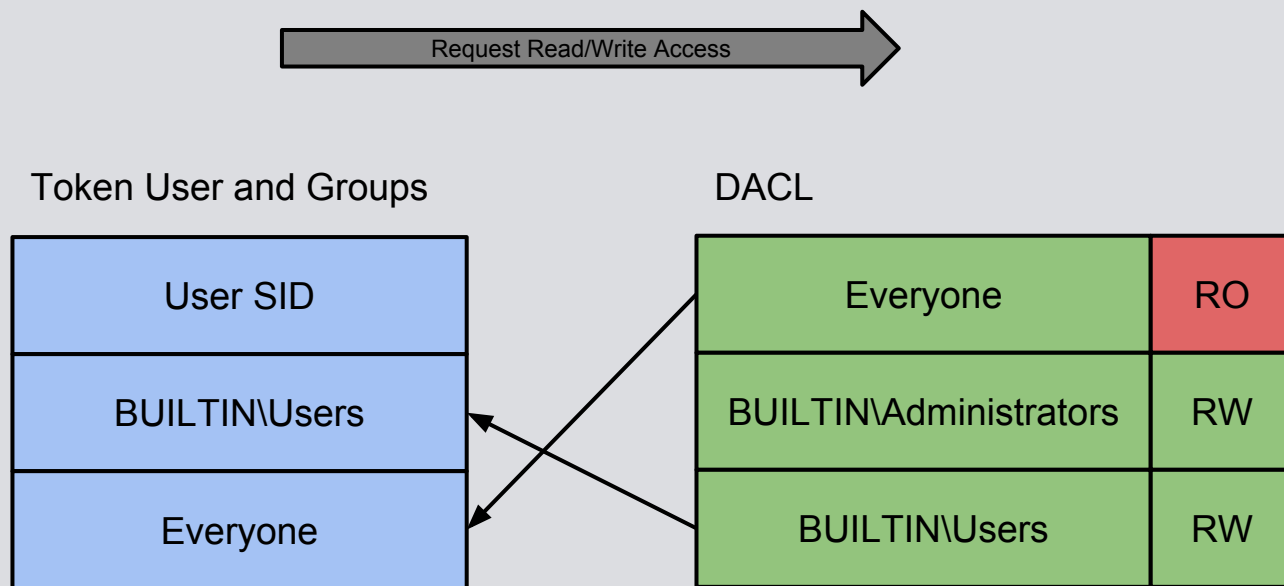 Request Read/Write Access
Token User and Groups
DACL
User SID
BUILTIN\Users
Everyone
Everyone RO
BUILTIN\Administrators RW
BUILTIN\Users RW